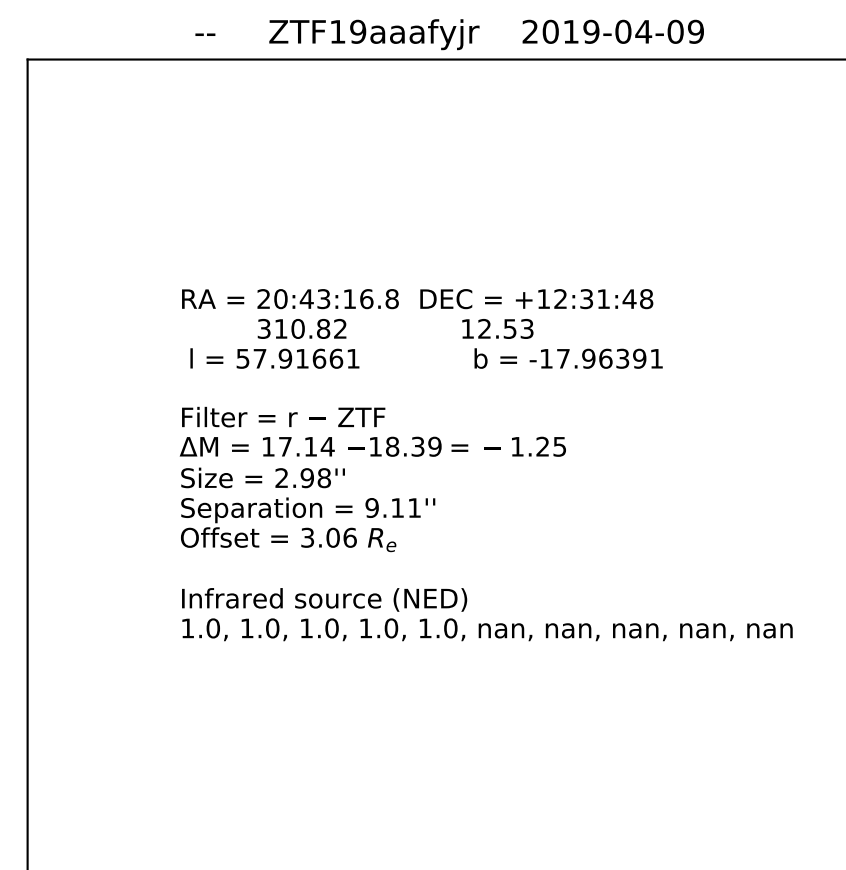 -- ZTF19aaafyjr 2019-04-09
RA = 20:43:16.8 DEC = +12:31:48
310.82 12.53
l = 57.91661 b = -17.96391
Filter = r − ZTF
ΔM = 17.14 −18.39 = − 1.25
Size = 2.98''
Separation = 9.11''
Offset = 3.06 Rₑ
Infrared source (NED)
1.0, 1.0, 1.0, 1.0, 1.0, nan, nan, nan, nan, nan